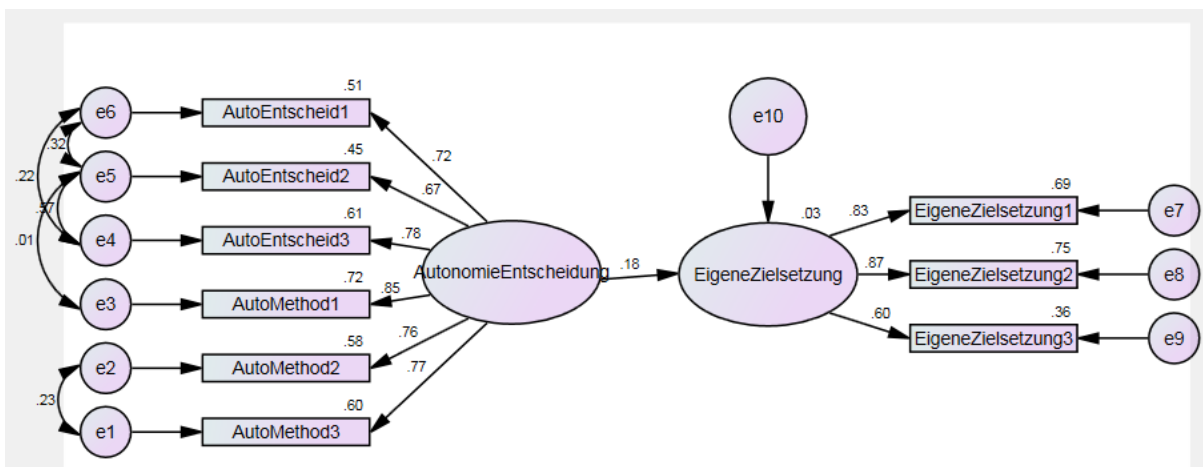 .51
e6
AutoEntscheid1
e10
.32
.72
.45
.22
e5
AutoEntscheid2
.67
.69
.57
.61
.03
.83
EigeneZielsetzung1
e7
.01
e4
AutoEntscheid3
.78
.75
.72
AutonomieEntscheidung
.18
EigeneZielsetzung
.87
EigeneZielsetzung2
e8
e3
AutoMethod1
.85
.36
.58
.76
.60
EigeneZielsetzung3
e9
e2
AutoMethod2
.77
.23
.60
e1
AutoMethod3